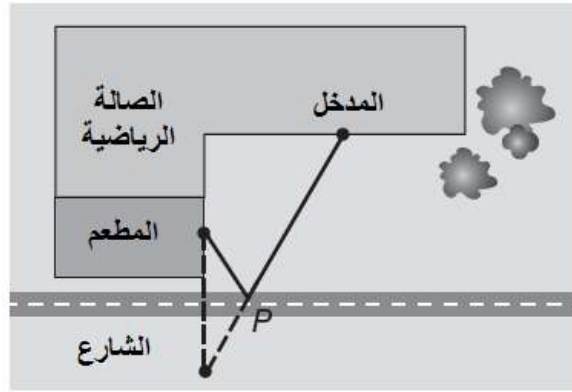 المدخل
الصالة
الرياضية
المطعم
P
الشارع